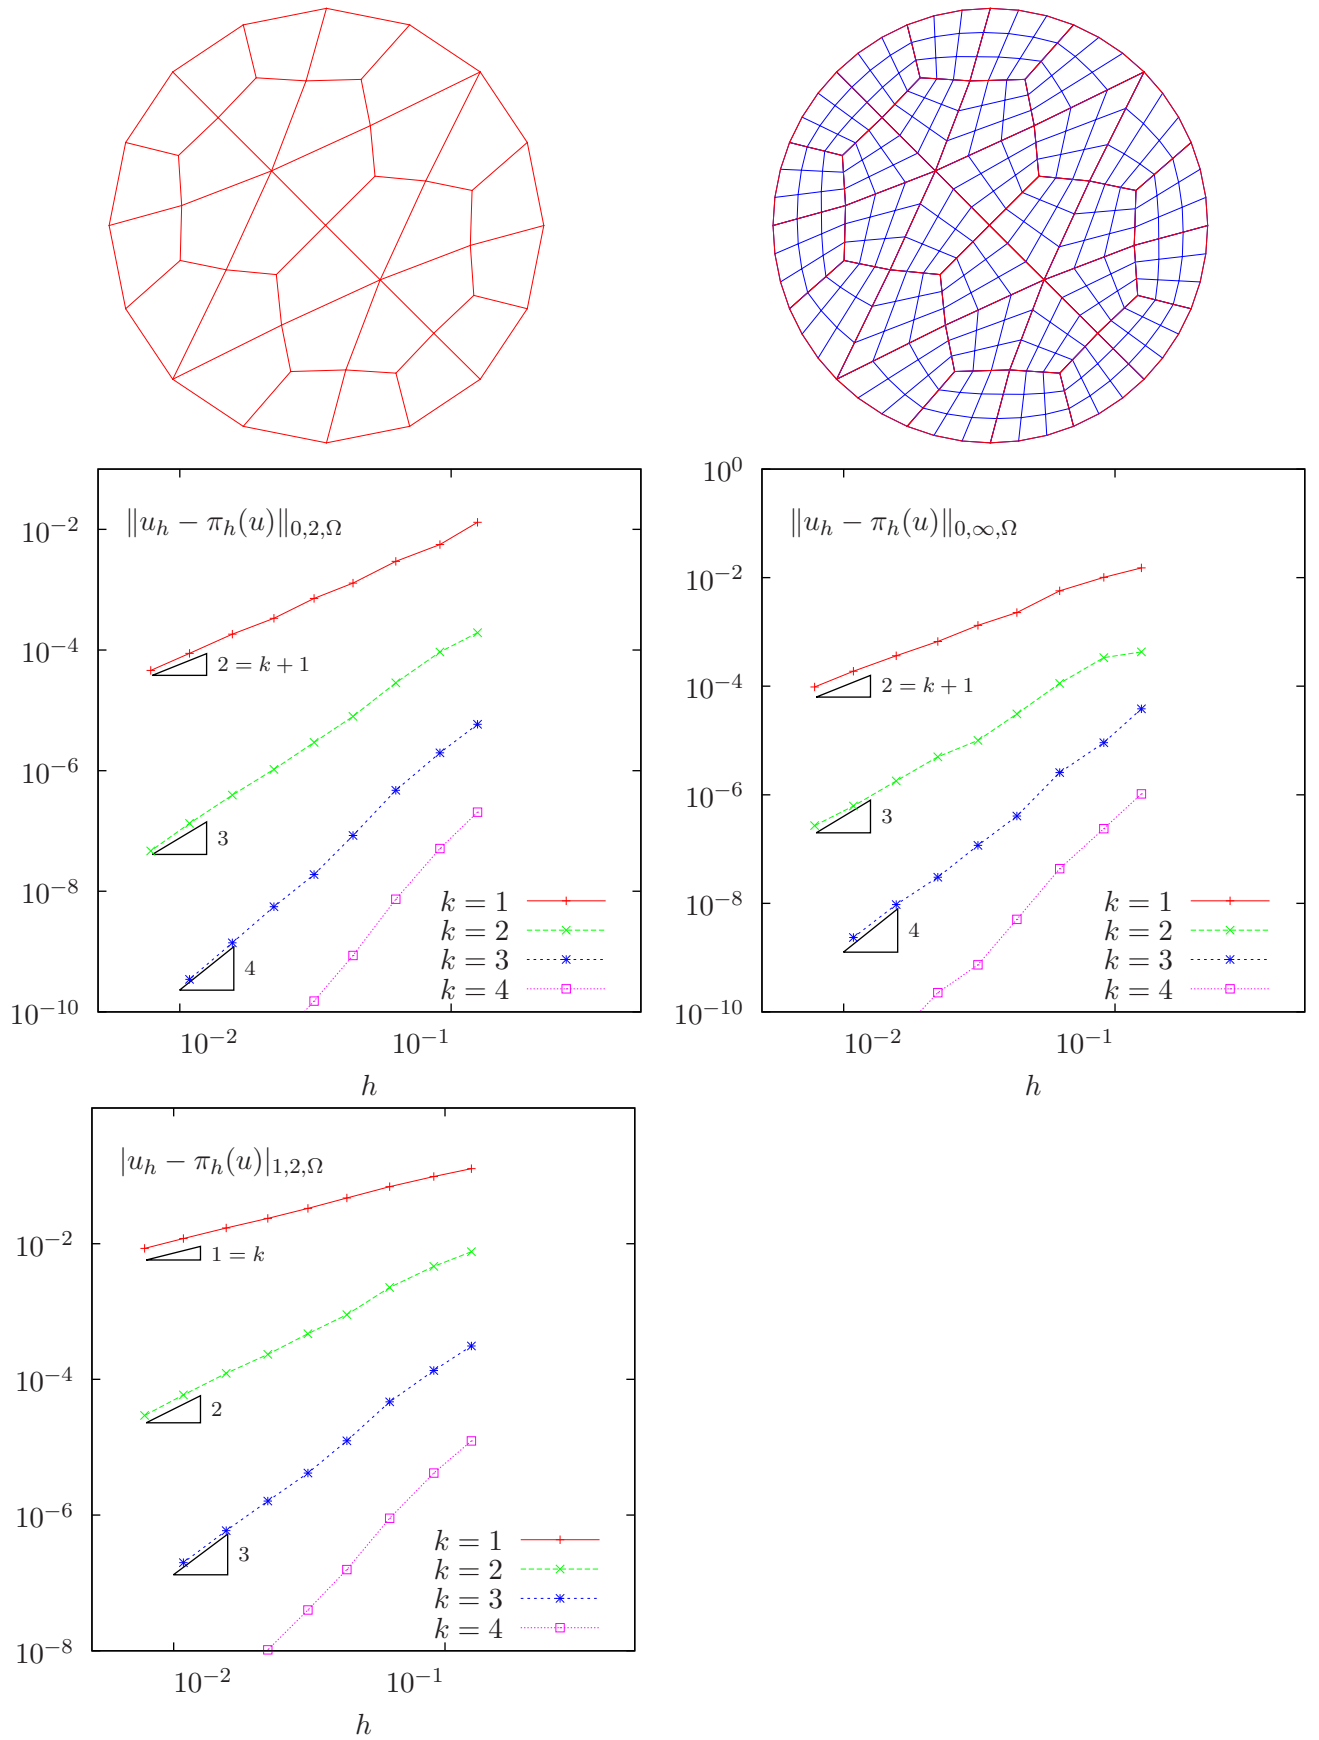 ‖u_h − π_h(u)‖_{0,2,Ω}
10^{−2}
10^{−4}
10^{−6}
10^{−8}
10^{−10}
2 = k + 1
3
4
k = 1
k = 2
k = 3
k = 4
10^{−2}
10^{−1}
h
‖u_h − π_h(u)‖_{0,∞,Ω}
10^{0}
10^{−2}
10^{−4}
10^{−6}
10^{−8}
10^{−10}
2 = k + 1
3
4
k = 1
k = 2
k = 3
k = 4
10^{−2}
10^{−1}
h
|u_h − π_h(u)|_{1,2,Ω}
10^{−2}
10^{−4}
10^{−6}
10^{−8}
1 = k
2
3
k = 1
k = 2
k = 3
k = 4
10^{−2}
10^{−1}
h